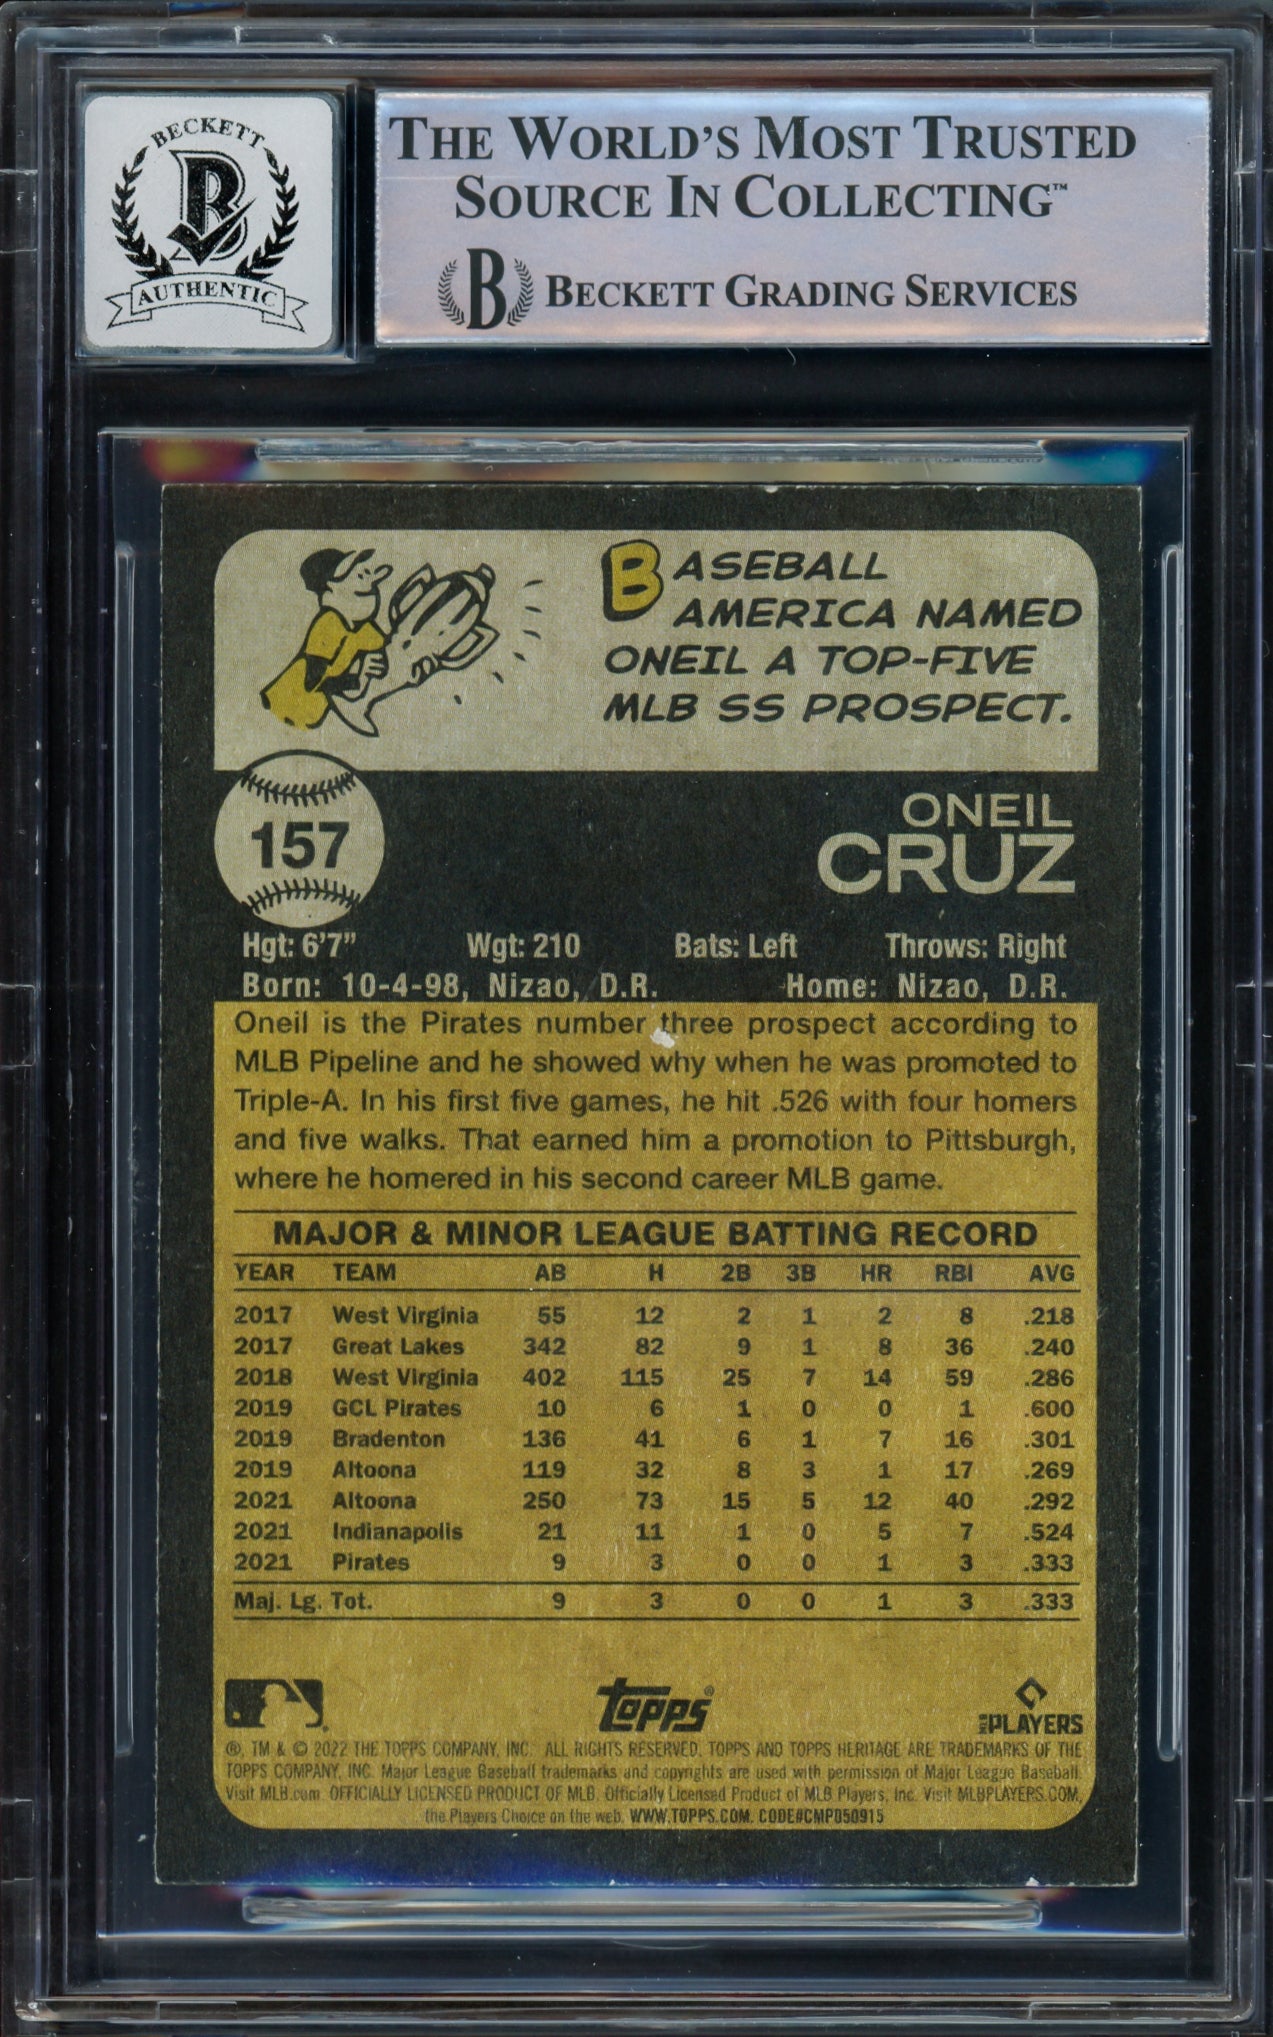 BECKETT
B
AUTHENTIC
THE WORLD'S MOST TRUSTED
SOURCE IN COLLECTING™
B BECKETT GRADING SERVICES
BASEBALL
AMERICA NAMED
ONEIL A TOP-FIVE
MLB SS PROSPECT.
157
ONEIL
CRUZ
Hgt: 6'7" Wgt: 210 Bats: Left Throws: Right
Born: 10-4-98, Nizao, D.R. Home: Nizao, D.R.
Oneil is the Pirates number three prospect according to
MLB Pipeline and he showed why when he was promoted to
Triple-A. In his first five games, he hit .526 with four homers
and five walks. That earned him a promotion to Pittsburgh,
where he homered in his second career MLB game.
MAJOR & MINOR LEAGUE BATTING RECORD
YEAR TEAM AB H 2B 3B HR RBI AVG
2017 West Virginia 55 12 2 1 2 8 .218
2017 Great Lakes 342 82 9 1 8 36 .240
2018 West Virginia 402 115 25 7 14 59 .286
2019 GCL Pirates 10 6 1 0 0 1 .600
2019 Bradenton 136 41 6 1 7 16 .301
2019 Altoona 119 32 8 3 1 17 .269
2021 Altoona 250 73 15 5 12 40 .292
2021 Indianapolis 21 11 1 0 5 7 .524
2021 Pirates 9 3 0 0 1 3 .333
Maj. Lg. Tot. 9 3 0 0 1 3 .333
® topps® MLB PLAYERS
®, TM & © 2022 THE TOPPS COMPANY, INC. ALL RIGHTS RESERVED. TOPPS AND TOPPS HERITAGE ARE TRADEMARKS OF THE
TOPPS COMPANY, INC. Major League Baseball trademarks and copyrights are used with permission of Major League Baseball.
Visit MLB.com. OFFICIALLY LICENSED PRODUCT OF MLB. Officially Licensed Product of MLB Players, Inc. Visit MLBPLAYERS.COM,
the Players Choice on the web. WWW.TOPPS.COM. CODE#CMP050915